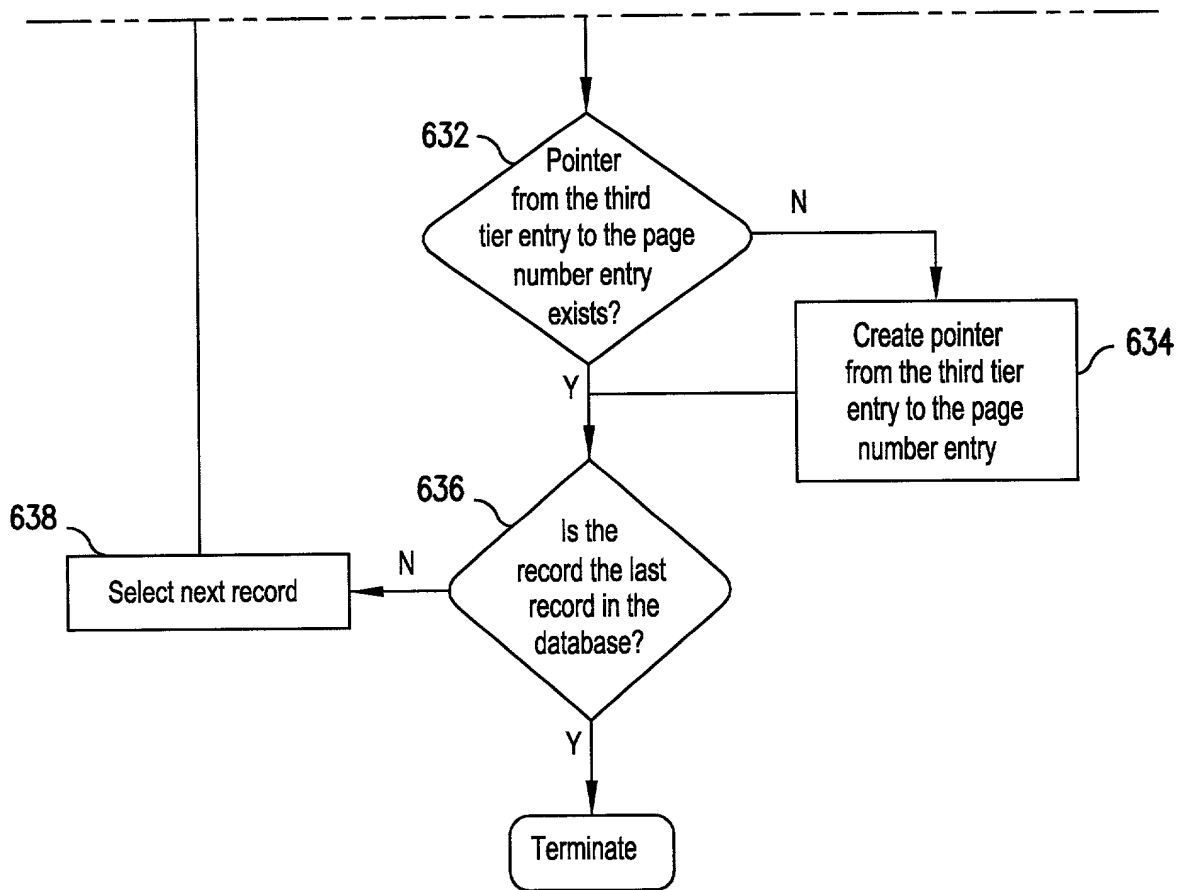 632
Pointer
from the third
tier entry to the page
number entry
exists?
N
Y
Create pointer
from the third tier
entry to the page
number entry
634
636
Is the
record the last
record in the
database?
N
638
Select next record
Y
Terminate